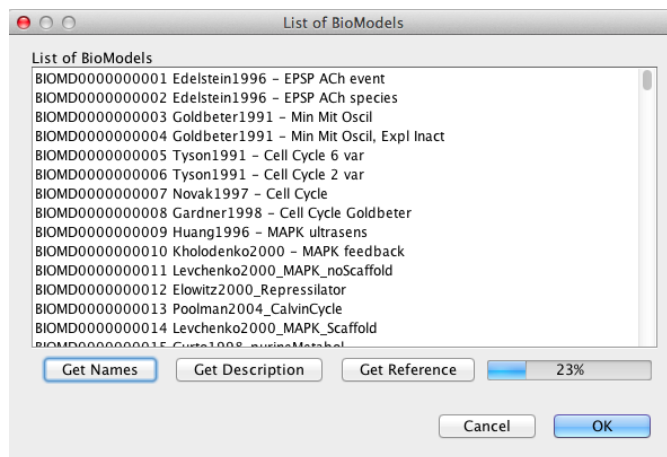 List of BioModels
List of BioModels
BIOMD0000000001 Edelstein1996 – EPSP ACh event
BIOMD0000000002 Edelstein1996 – EPSP ACh species
BIOMD0000000003 Goldbeter1991 – Min Mit Oscil
BIOMD0000000004 Goldbeter1991 – Min Mit Oscil, Expl Inact
BIOMD0000000005 Tyson1991 – Cell Cycle 6 var
BIOMD0000000006 Tyson1991 – Cell Cycle 2 var
BIOMD0000000007 Novak1997 – Cell Cycle
BIOMD0000000008 Gardner1998 – Cell Cycle Goldbeter
BIOMD0000000009 Huang1996 – MAPK ultrasens
BIOMD0000000010 Kholodenko2000 – MAPK feedback
BIOMD0000000011 Levchenko2000_MAPK_noScaffold
BIOMD0000000012 Elowitz2000_Repressilator
BIOMD0000000013 Poolman2004_CalvinCycle
BIOMD0000000014 Levchenko2000_MAPK_Scaffold
BIOMD0000000015 Curto1998_purineMetabol
Get Names Get Description Get Reference 23%
Cancel OK